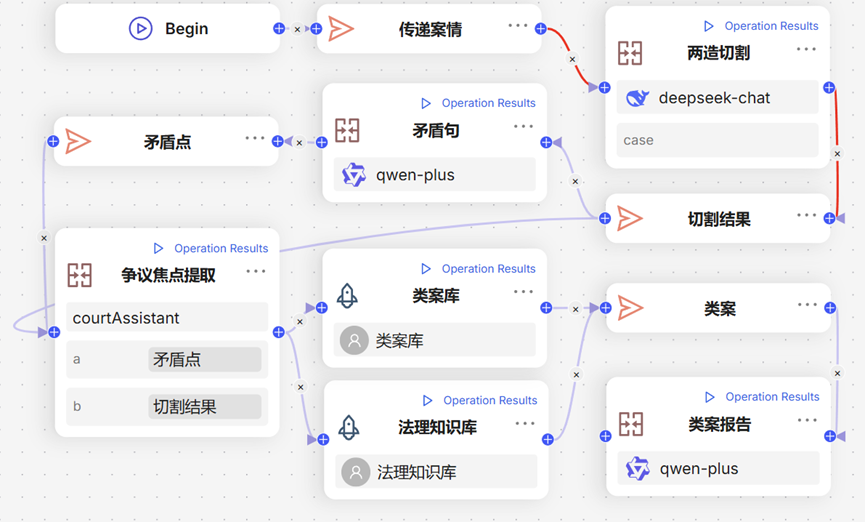 Begin
传递案情
Operation Results
两造切割
deepseek-chat
case
Operation Results
矛盾句
qwen-plus
矛盾点
切割结果
Operation Results
争议焦点提取
courtAssistant
a 矛盾点
b 切割结果
Operation Results
类案库
类案库
类案
Operation Results
法理知识库
法理知识库
Operation Results
类案报告
qwen-plus